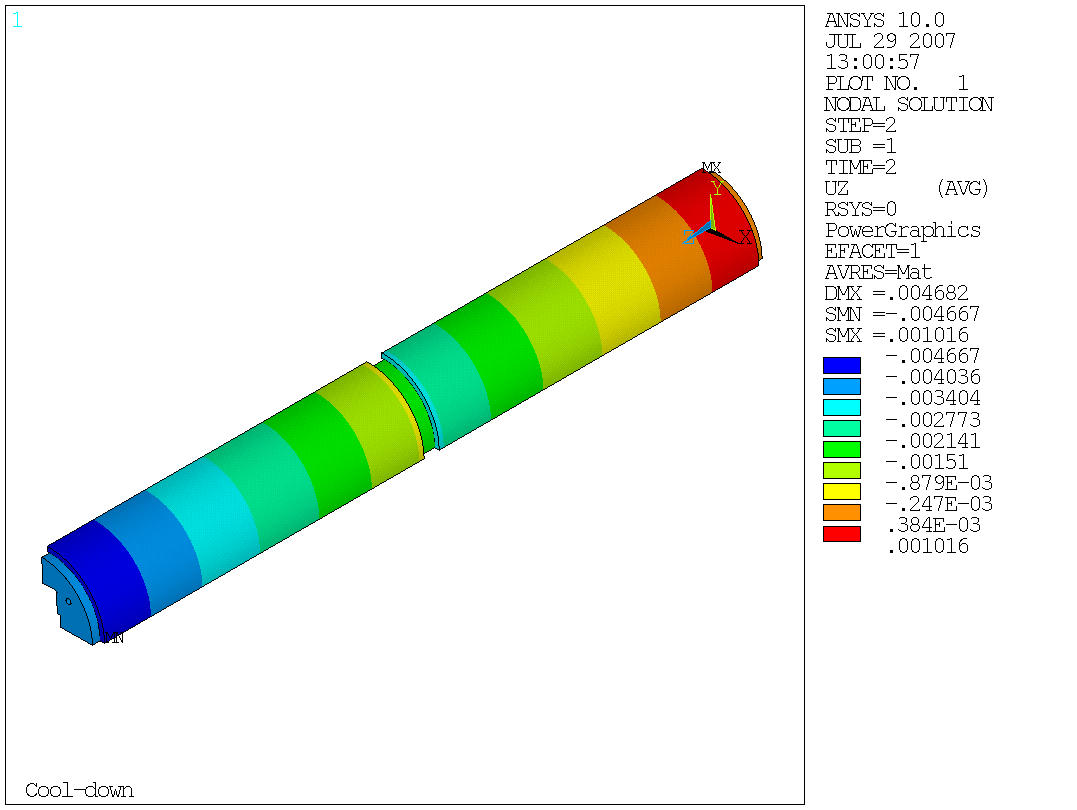 1
ANSYS 10.0
JUL 29 2007
13:00:57
PLOT NO.   1
NODAL SOLUTION
STEP=2
SUB =1
TIME=2
UZ       (AVG)
RSYS=0
PowerGraphics
EFACET=1
AVRES=Mat
DMX =.004682
SMN =-.004667
SMX =.001016
-.004667
-.004036
-.003404
-.002773
-.002141
-.00151
-.879E-03
-.247E-03
.384E-03
.001016
MX
Y
Z
X
MN
Cool-down